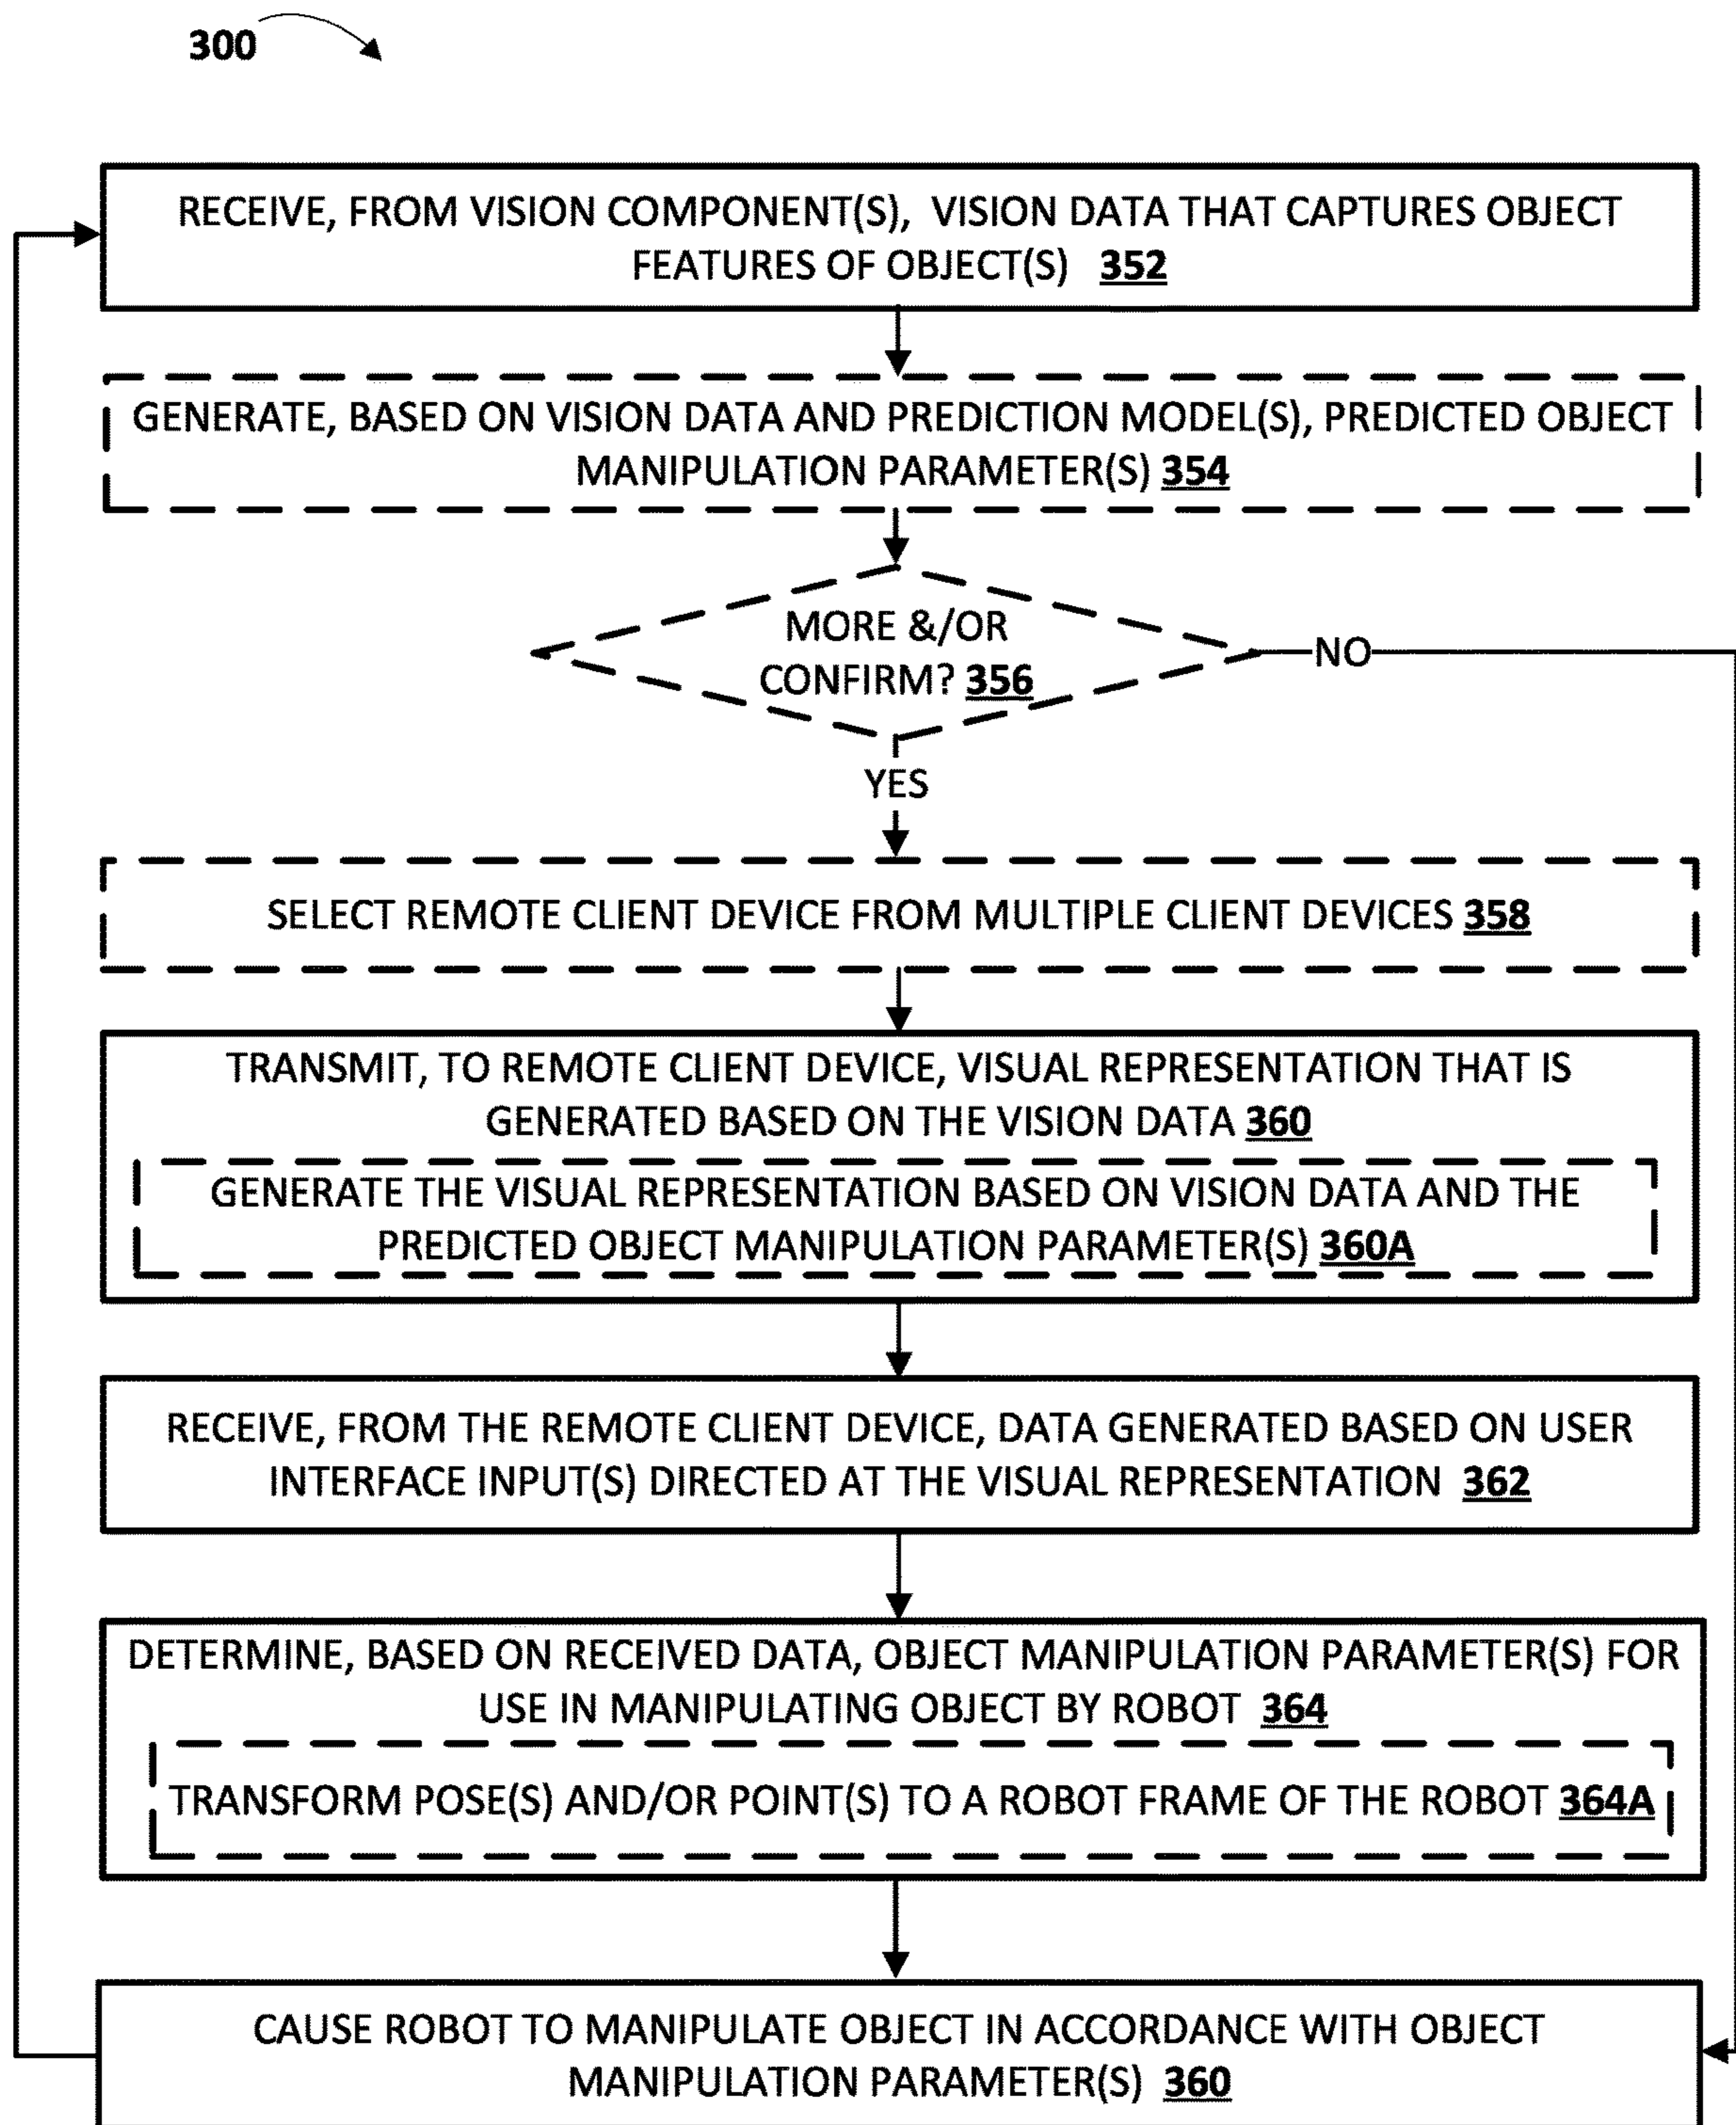 300
RECEIVE, FROM VISION COMPONENT(S), VISION DATA THAT CAPTURES OBJECT
FEATURES OF OBJECT(S) 352
GENERATE, BASED ON VISION DATA AND PREDICTION MODEL(S), PREDICTED OBJECT
MANIPULATION PARAMETER(S) 354
MORE &/OR
CONFIRM? 356
NO
YES
SELECT REMOTE CLIENT DEVICE FROM MULTIPLE CLIENT DEVICES 358
TRANSMIT, TO REMOTE CLIENT DEVICE, VISUAL REPRESENTATION THAT IS
GENERATED BASED ON THE VISION DATA 360
GENERATE THE VISUAL REPRESENTATION BASED ON VISION DATA AND THE
PREDICTED OBJECT MANIPULATION PARAMETER(S) 360A
RECEIVE, FROM THE REMOTE CLIENT DEVICE, DATA GENERATED BASED ON USER
INTERFACE INPUT(S) DIRECTED AT THE VISUAL REPRESENTATION 362
DETERMINE, BASED ON RECEIVED DATA, OBJECT MANIPULATION PARAMETER(S) FOR
USE IN MANIPULATING OBJECT BY ROBOT 364
TRANSFORM POSE(S) AND/OR POINT(S) TO A ROBOT FRAME OF THE ROBOT 364A
CAUSE ROBOT TO MANIPULATE OBJECT IN ACCORDANCE WITH OBJECT
MANIPULATION PARAMETER(S) 360